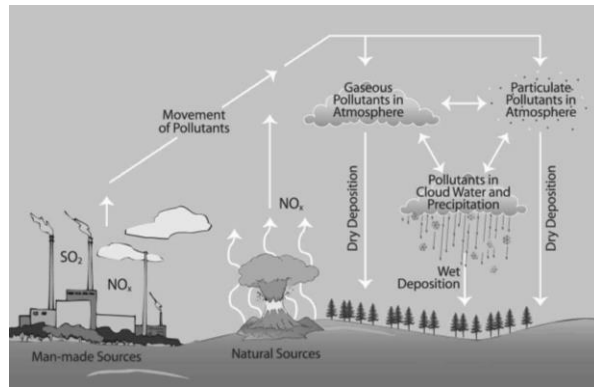 Movement
of Pollutants
Gaseous
Pollutants in
Atmosphere
Particulate
Pollutants in
Atmosphere
Pollutants in
Cloud Water and
Precipitation
Dry Deposition
Dry Deposition
Wet
Deposition
NOₓ
SO₂
NOₓ
Man-made Sources
Natural Sources